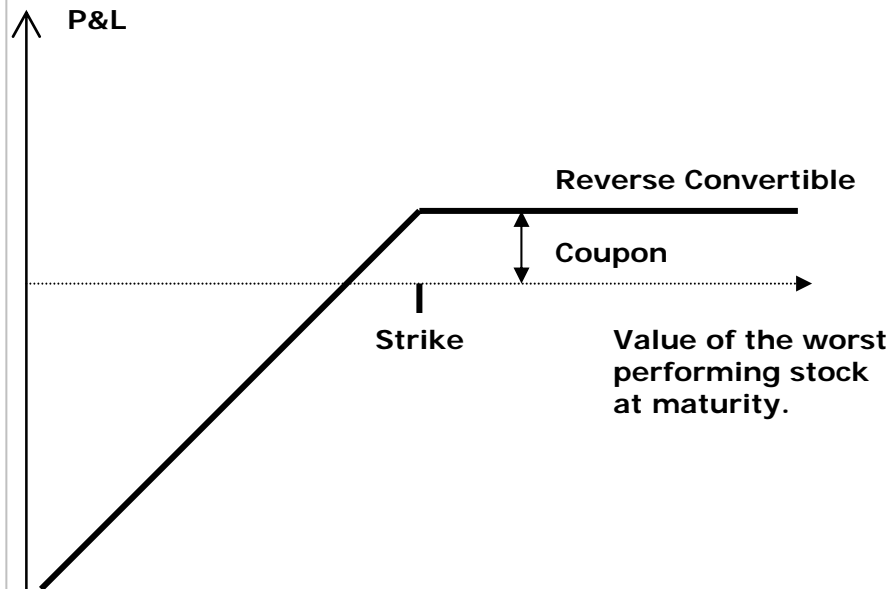 P&L
Reverse Convertible
Coupon
Strike
Value of the worst
performing stock
at maturity.